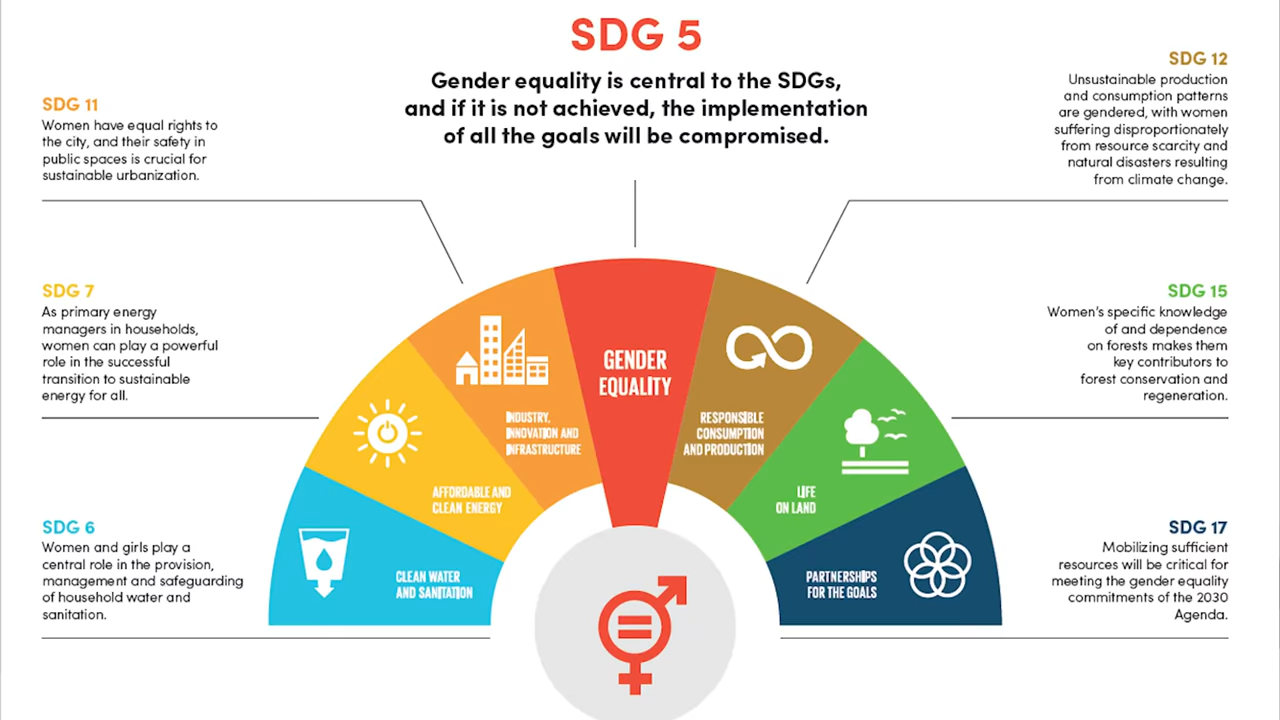 SDG 5
Gender equality is central to the SDGs,
and if it is not achieved, the implementation
of all the goals will be compromised.
SDG 11
Women have equal rights to
the city, and their safety in
public spaces is crucial for
sustainable urbanization.
SDG 7
As primary energy
managers in households,
women can play a powerful
role in the successful
transition to sustainable
energy for all.
SDG 6
Women and girls play a
central role in the provision,
management and safeguarding
of household water and
sanitation.
CLEAN WATER
AND SANITATION
AFFORDABLE AND
CLEAN ENERGY
INDUSTRY,
INNOVATION AND
INFRASTRUCTURE
GENDER
EQUALITY
RESPONSIBLE
CONSUMPTION
AND PRODUCTION
LIFE
ON LAND
PARTNERSHIPS
FOR THE GOALS
SDG 12
Unsustainable production
and consumption patterns
are gendered, with women
suffering disproportionately
from resource scarcity and
natural disasters resulting
from climate change.
SDG 15
Women's specific knowledge
of and dependence
on forests makes them
key contributors to
forest conservation and
regeneration.
SDG 17
Mobilizing sufficient
resources will be critical for
meeting the gender equality
commitments of the 2030
Agenda.